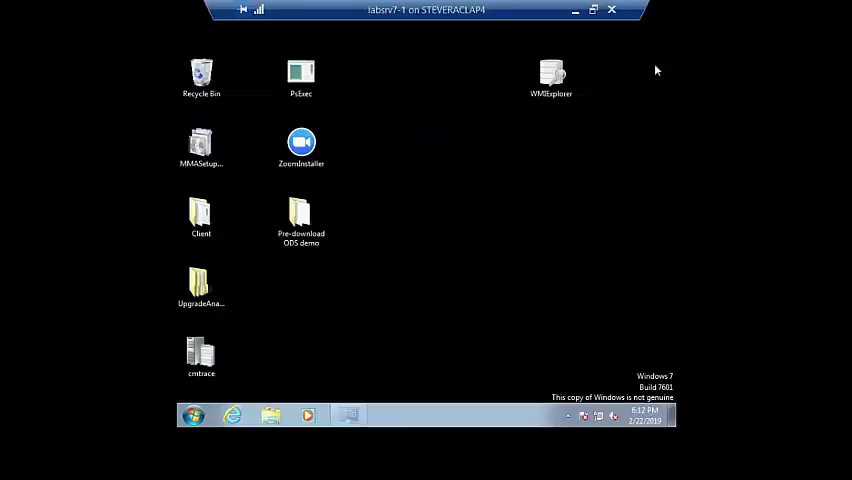 labsrv7-1 on STEVERACLAP4
Recycle Bin
PsExec
WMIExplorer
MMASetup...
ZoomInstaller
Client
Pre-download
ODS demo
UpgradeAna...
cmtrace
Windows 7
Build 7601
This copy of Windows is not genuine
6:12 PM
2/22/2019